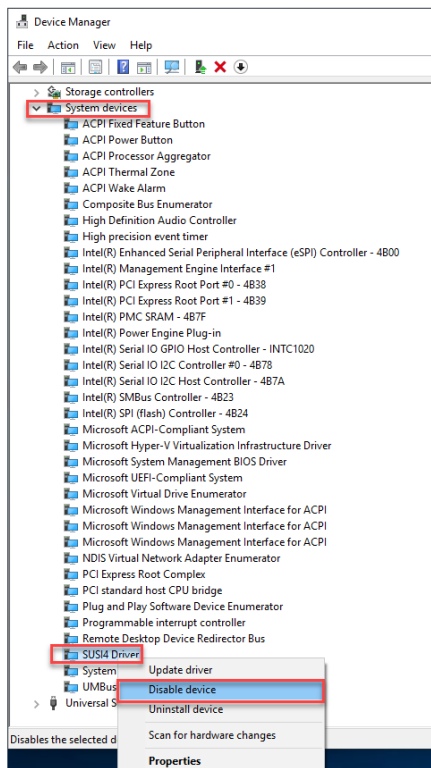 Device Manager
File Action View Help
Storage controllers
System devices
ACPI Fixed Feature Button
ACPI Power Button
ACPI Processor Aggregator
ACPI Thermal Zone
ACPI Wake Alarm
Composite Bus Enumerator
High Definition Audio Controller
High precision event timer
Intel(R) Enhanced Serial Peripheral Interface (eSPI) Controller - 4B00
Intel(R) Management Engine Interface #1
Intel(R) PCI Express Root Port #0 - 4B38
Intel(R) PCI Express Root Port #1 - 4B39
Intel(R) PMC SRAM - 4B7F
Intel(R) Power Engine Plug-in
Intel(R) Serial IO GPIO Host Controller - INTC1020
Intel(R) Serial IO I2C Controller #0 - 4B78
Intel(R) Serial IO I2C Host Controller - 4B7A
Intel(R) SMBus Controller - 4B23
Intel(R) SPI (flash) Controller - 4B24
Microsoft ACPI-Compliant System
Microsoft Hyper-V Virtualization Infrastructure Driver
Microsoft System Management BIOS Driver
Microsoft UEFI-Compliant System
Microsoft Virtual Drive Enumerator
Microsoft Windows Management Interface for ACPI
Microsoft Windows Management Interface for ACPI
Microsoft Windows Management Interface for ACPI
NDIS Virtual Network Adapter Enumerator
PCI Express Root Complex
PCI standard host CPU bridge
Plug and Play Software Device Enumerator
Programmable interrupt controller
Remote Desktop Device Redirector Bus
SUSI4 Driver
System
UMBus
Universal S
Update driver
Disable device
Uninstall device
Scan for hardware changes
Properties
Disables the selected d